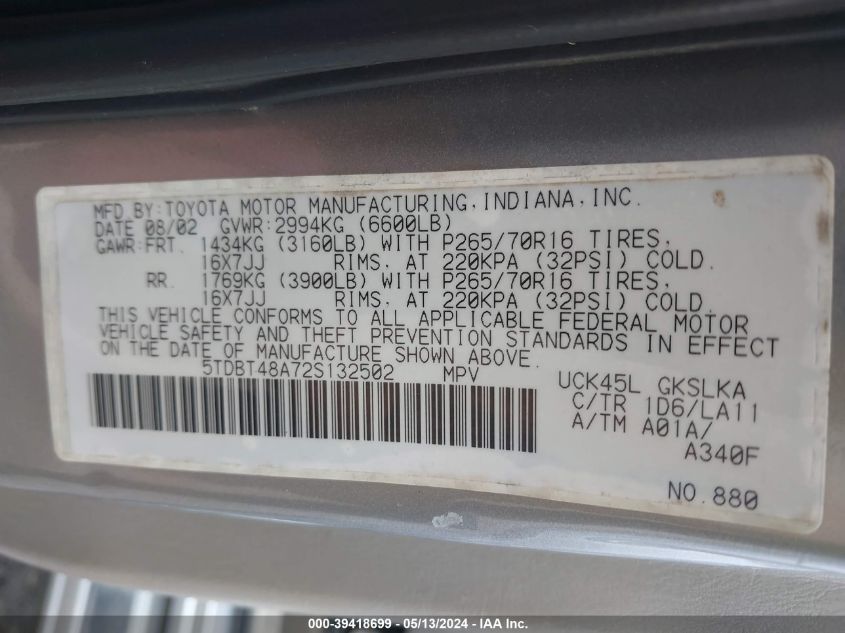 MFD BY: TOYOTA MOTOR MANUFACTURING, INDIANA, INC.
DATE 08/02 GVWR: 2994KG (6600LB)
GAWR: FRT. 1434KG (3160LB) WITH P265/70R16 TIRES,
16X7JJ RIMS, AT 220KPA (32PSI) COLD.
RR. 1769KG (3900LB) WITH P265/70R16 TIRES,
16X7JJ RIMS, AT 220KPA (32PSI) COLD.
THIS VEHICLE CONFORMS TO ALL APPLICABLE FEDERAL MOTOR
VEHICLE SAFETY AND THEFT PREVENTION STANDARDS IN EFFECT
ON THE DATE OF MANUFACTURE SHOWN ABOVE.
5TDBT48A72S132502 MPV
UCK45L GKSLKA
C/TR 1D6/LA11
A/TM A01A/
A340F
NO. 880
000-39418699 - 05/13/2024 - IAA Inc.